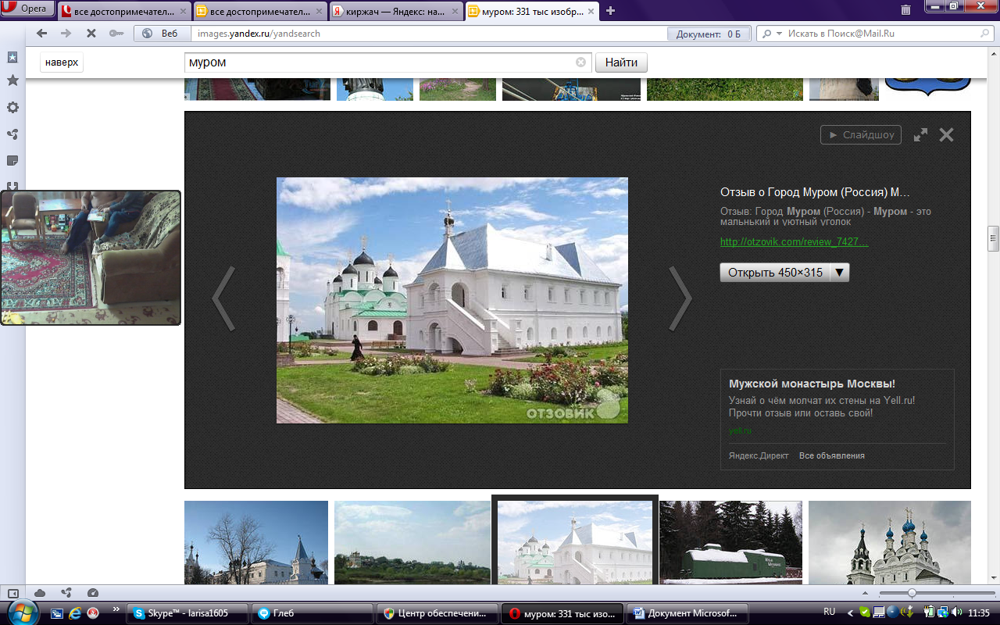 Opera
все достопримечател...
все достопримечател...
киржач — Яндекс: на...
муром: 331 тыс изобр...
Веб
images.yandex.ru/yandsearch
Документ: 0 Б
Искать в Поиск@Mail.Ru
наверх
муром
Найти
Слайдшоу
Отзыв о Город Муром (Россия) М...
Отзыв: Город Муром (Россия) - Муром - это
малький и уютный уголок
http://otzovik.com/review_7427...
Открыть 450×315
ОТЗОВИК
Мужской монастырь Москвы!
Узнай о чём молчат их стены на Yell.ru!
Прочти отзыв или оставь свой!
yell.ru
Яндекс.Директ Все объявления
Skype™ - larisa1605
Глеб
Центр обеспечени...
муром: 331 тыс изо...
Документ Microsof...
RU
11:35